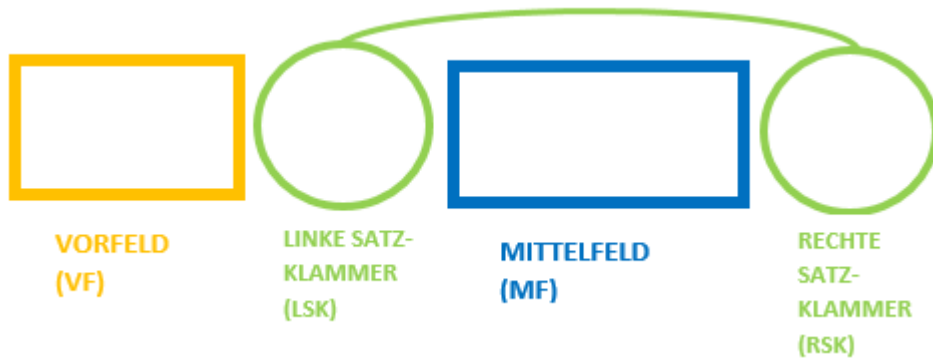 VORFELD
(VF)
LINKE SATZ-
KLAMMER
(LSK)
MITTELFELD
(MF)
RECHTE
SATZ-
KLAMMER
(RSK)